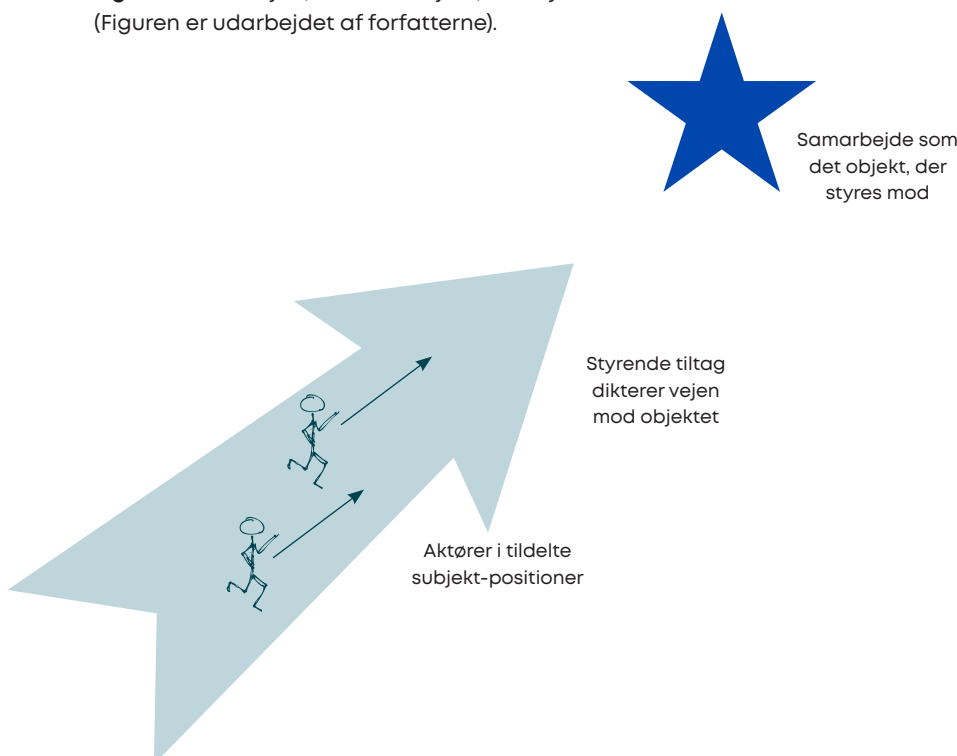 (Figuren er udarbejdet af forfatterne).
Samarbejde som
det objekt, der
styres mod
Styrende tiltag
dikterer vejen
mod objektet
Aktører i tildelte
subjekt-positioner